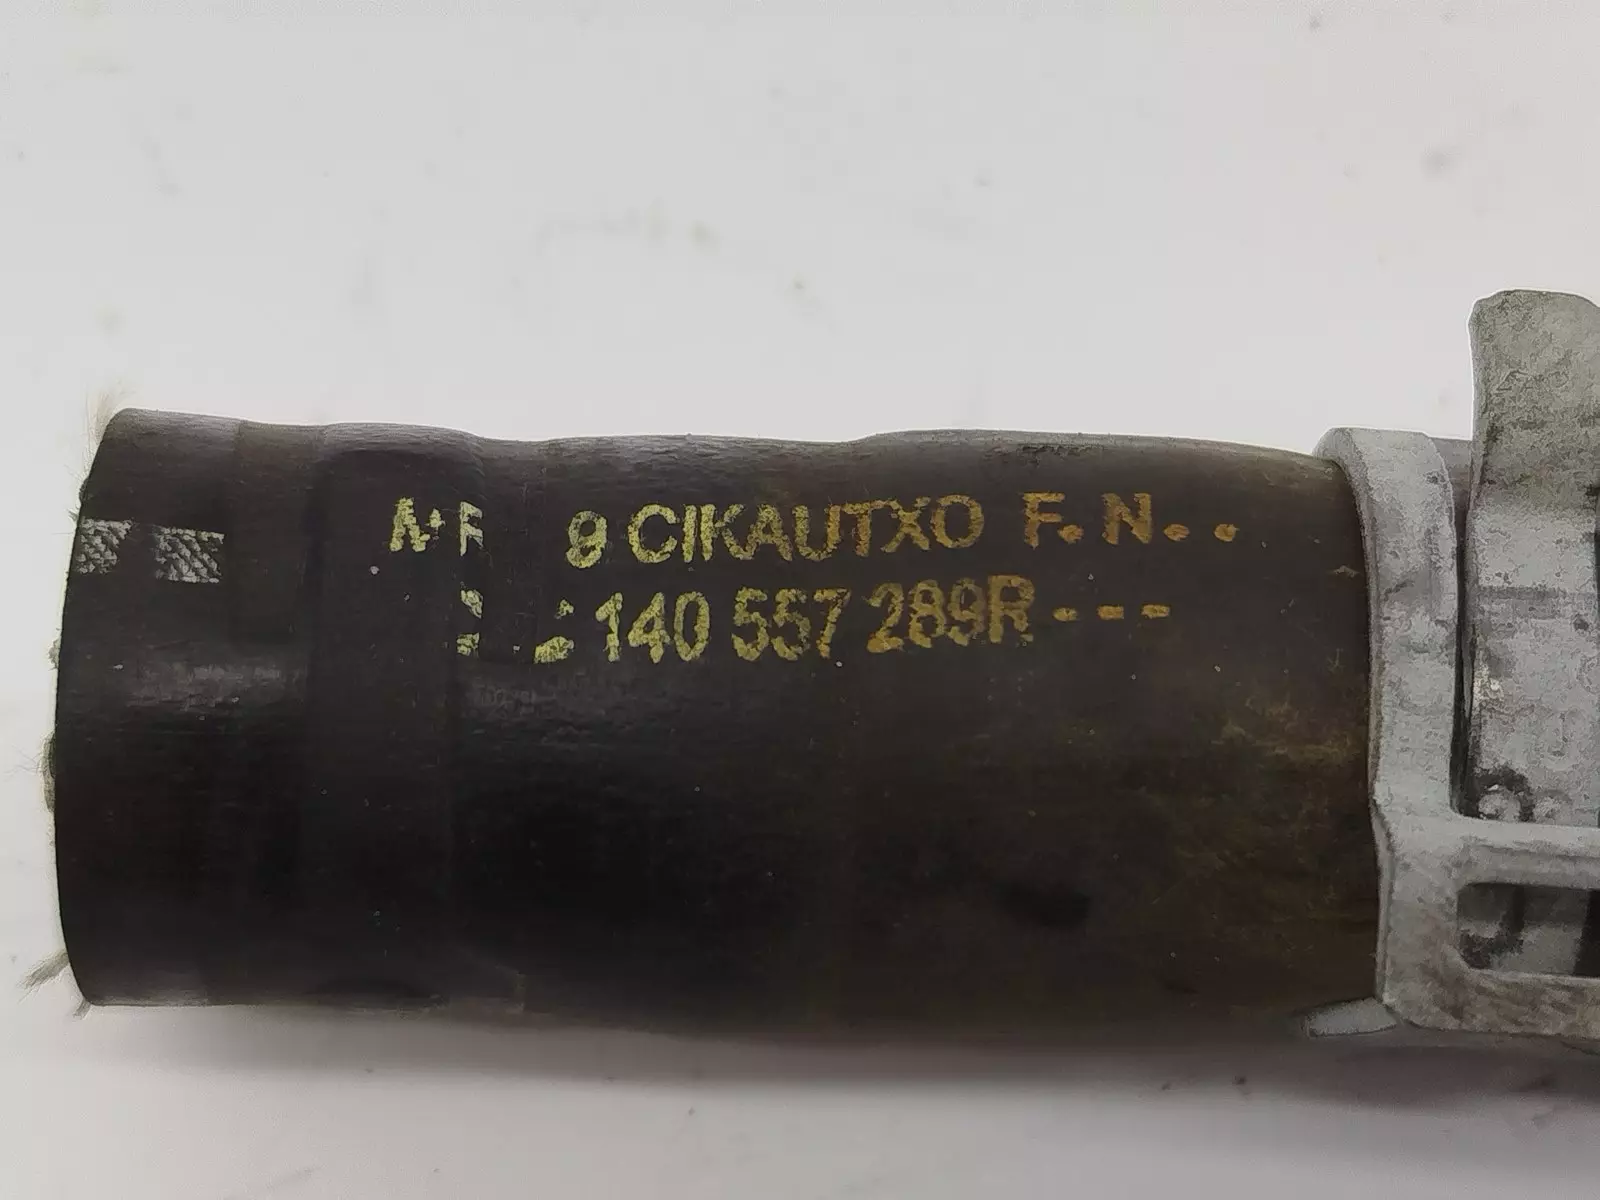 9 CIKAUTXO F.N..
140 557 289R---